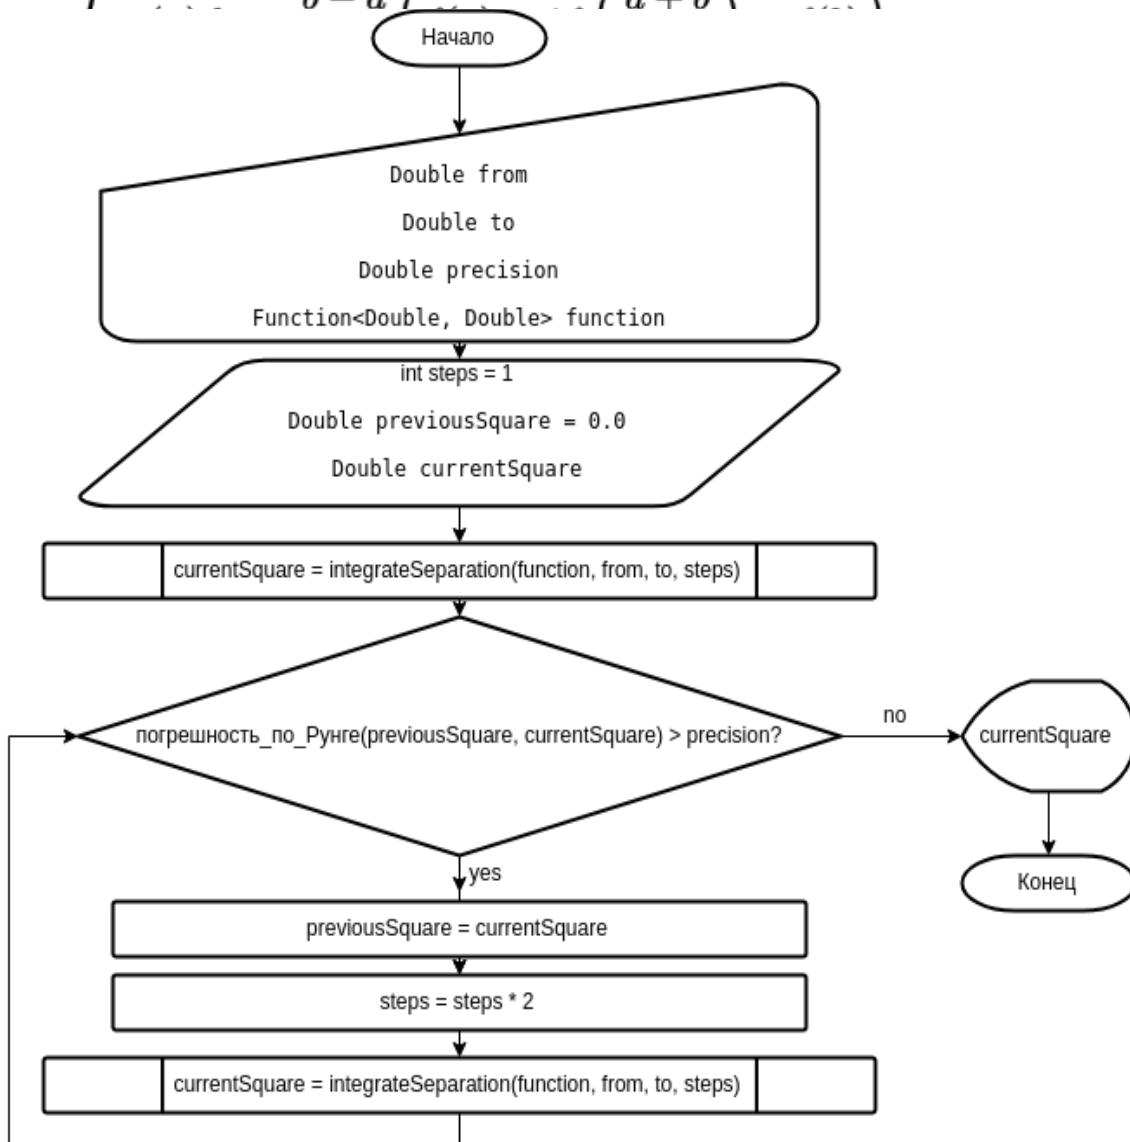 Начало
Double from
Double to
Double precision
Function<Double, Double> function
int steps = 1
Double previousSquare = 0.0
Double currentSquare
currentSquare = integrateSeparation(function, from, to, steps)
погрешность_по_Рунге(previousSquare, currentSquare) > precision?
no
currentSquare
Конец
yes
previousSquare = currentSquare
steps = steps * 2
currentSquare = integrateSeparation(function, from, to, steps)